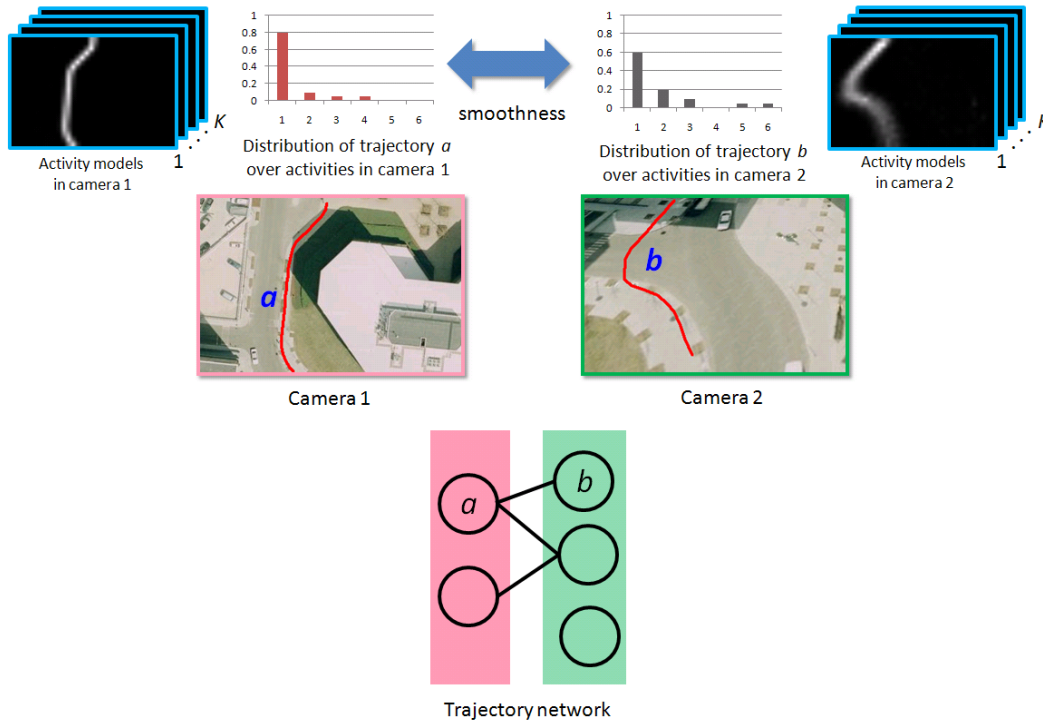 1
0.8
0.6
0.4
0.2
0
1 2 3 4 5 6
Distribution of trajectory a
over activities in camera 1
K
1
Activity models
in camera 1
smoothness
1
0.8
0.6
0.4
0.2
0
1 2 3 4 5 6
Distribution of trajectory b
over activities in camera 2
K
1
Activity models
in camera 2
a
Camera 1
b
Camera 2
a
b
Trajectory network